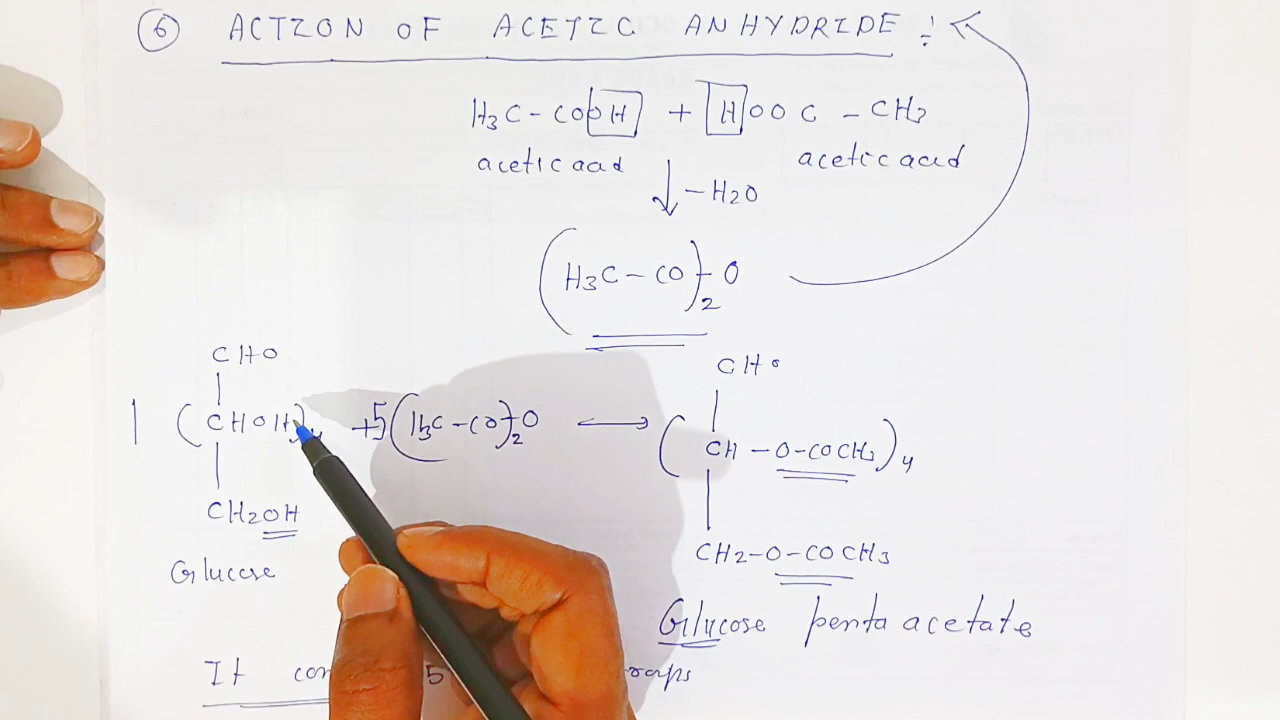 6 ACTION OF ACETIC ANHYDRIDE :
H3C - COOH + HOOC - CH3
acetic acid acetic acid
- H2O
(H3C - CO)2 - O
CHO CHO
(CHOH)4 + 5(H3C - CO)2 - O → (CH - O - COCH3)4
CH2OH CH2 - O - COCH3
Glucose
Glucose penta acetate
It 5